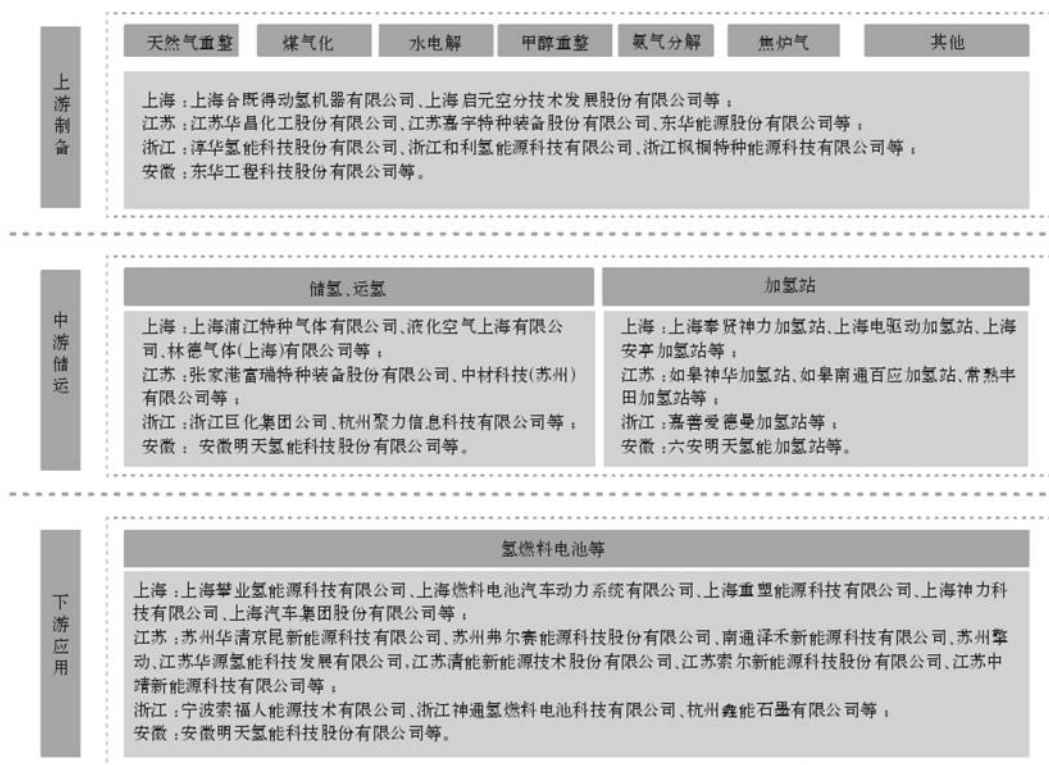 上游制备
天然气重整 煤气化 水电解 甲醇重整 氨气分解 焦炉气 其他
上海：上海合既得动氢机器有限公司、上海启元空分技术发展股份有限公司等；
江苏：江苏华昌化工股份有限公司、江苏嘉宇特种装备股份有限公司、东华能源股份有限公司等；
浙江：淳华氢能科技股份有限公司、浙江和利氢能源科技有限公司、浙江枫桐特种能源科技有限公司等；
安徽：东华工程科技股份有限公司等。
中游储运
储氢、运氢
上海：上海浦江特种气体有限公司、液化空气上海有限公
司、林德气体(上海)有限公司等；
江苏：张家港富瑞特种装备股份有限公司、中材科技(苏州)
有限公司等；
浙江：浙江巨化集团公司、杭州聚力信息科技有限公司等；
安徽： 安徽明天氢能科技股份有限公司等。
加氢站
上海：上海奉贤神力加氢站、上海电驱动加氢站、上海
安亭加氢站等；
江苏：如皋神华加氢站、如皋南通百应加氢站、常熟丰
田加氢站等；
浙江：嘉善爱德曼加氢站等；
安徽：六安明天氢能加氢站等。
下游应用
氢燃料电池等
上海：上海攀业氢能源科技有限公司、上海燃料电池汽车动力系统有限公司、上海重塑能源科技有限公司、上海神力科
技有限公司、上海汽车集团股份有限公司等；
江苏：苏州华清京昆新能源科技有限公司、苏州弗尔赛能源科技股份有限公司、南通泽禾新能源科技有限公司、苏州擎
动、江苏华源氢能科技发展有限公司,江苏清能新能源技术股份有限公司、江苏索尔新能源科技股份有限公司、江苏中
靖新能源科技有限公司等；
浙江：宁波索福人能源技术有限公司、浙江神通氢燃料电池科技有限公司、杭州鑫能石墨有限公司等；
安徽：安徽明天氢能科技股份有限公司等。